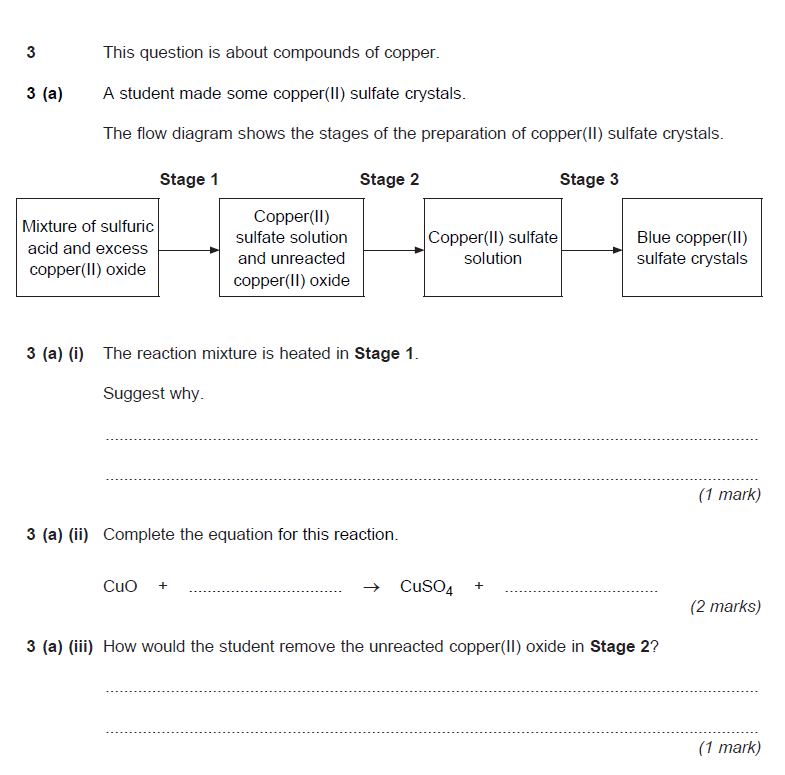 3 This question is about compounds of copper.
3 (a) A student made some copper(II) sulfate crystals.
The flow diagram shows the stages of the preparation of copper(II) sulfate crystals.
Stage 1 Stage 2 Stage 3
Mixture of sulfuric
acid and excess
copper(II) oxide
Copper(II)
sulfate solution
and unreacted
copper(II) oxide
Copper(II) sulfate
solution
Blue copper(II)
sulfate crystals
3 (a) (i) The reaction mixture is heated in Stage 1.
Suggest why.
(1 mark)
3 (a) (ii) Complete the equation for this reaction.
CuO + .................................. → CuSO₄ + ..................................
(2 marks)
3 (a) (iii) How would the student remove the unreacted copper(II) oxide in Stage 2?
(1 mark)